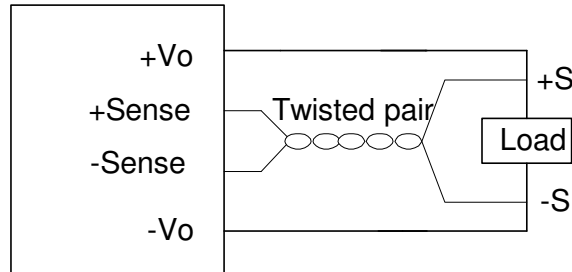 +Vo
+S
+Sense
Twisted pair
Load
-Sense
-S
-Vo